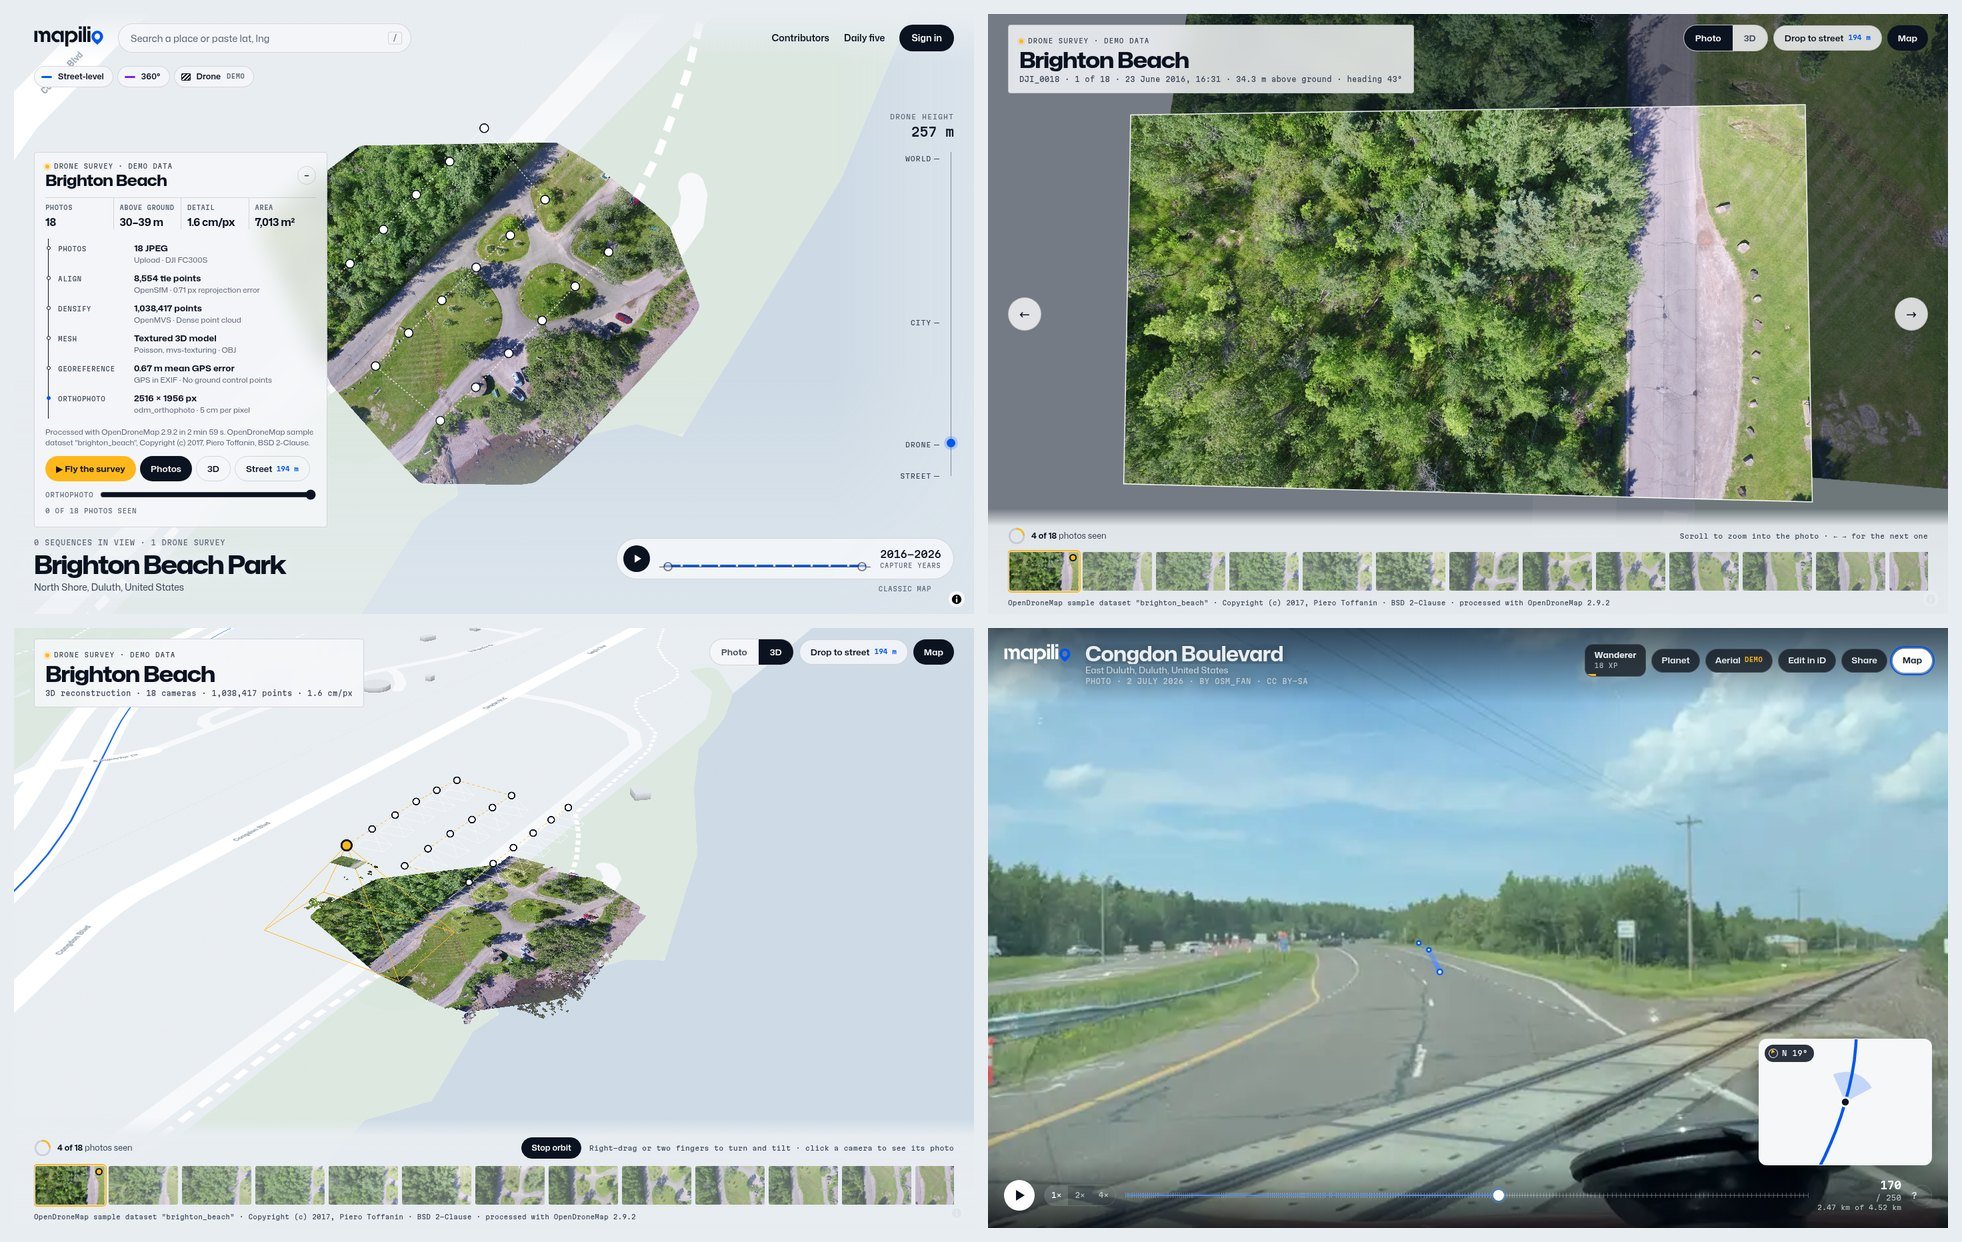 mapilio
Search a place or paste lat, lng
/
Contributors
Daily five
Sign in
Blvd
Street-level
360°
Drone DEMO
DRONE HEIGHT
257 m
WORLD
CITY
DRONE
STREET
DRONE SURVEY · DEMO DATA
Brighton Beach
–
PHOTOS ABOVE GROUND DETAIL AREA
18 30–39 m 1.6 cm/px 7,013 m²
PHOTOS 18 JPEG
Upload · DJI FC300S
ALIGN 8,554 tie points
OpenSfM · 0.71 px reprojection error
DENSIFY 1,038,417 points
OpenMVS · Dense point cloud
MESH Textured 3D model
Poisson, mvs-texturing · OBJ
GEOREFERENCE 0.67 m mean GPS error
GPS in EXIF · No ground control points
ORTHOPHOTO 2516 × 1956 px
odm_orthophoto · 5 cm per pixel
Processed with OpenDroneMap 2.9.2 in 2 min 59 s. OpenDroneMap sample
dataset "brighton_beach", Copyright (c) 2017, Piero Toffanin, BSD 2-Clause.
▶ Fly the survey
Photos
3D
Street 194 m
ORTHOPHOTO
0 OF 18 PHOTOS SEEN
0 SEQUENCES IN VIEW · 1 DRONE SURVEY
Brighton Beach Park
North Shore, Duluth, United States
2016–2026
CAPTURE YEARS
CLASSIC MAP
DRONE SURVEY · DEMO DATA
Brighton Beach
DJI_0018 · 1 of 18 · 23 June 2016, 16:31 · 34.3 m above ground · heading 43°
Photo
3D
Drop to street 194 m
Map
←
→
4 of 18 photos seen
Scroll to zoom into the photo · ← → for the next one
OpenDroneMap sample dataset "brighton_beach" · Copyright (c) 2017, Piero Toffanin · BSD 2-Clause · processed with OpenDroneMap 2.9.2
DRONE SURVEY · DEMO DATA
Brighton Beach
3D reconstruction · 18 cameras · 1,038,417 points · 1.6 cm/px
Photo
3D
Drop to street 194 m
Map
Congdon Blvd
Congdon Blvd
4 of 18 photos seen
Stop orbit
Right-drag or two fingers to turn and tilt · click a camera to see its photo
OpenDroneMap sample dataset "brighton_beach" · Copyright (c) 2017, Piero Toffanin · BSD 2-Clause · processed with OpenDroneMap 2.9.2
mapilio
Congdon Boulevard
East Duluth, Duluth, United States
PHOTO · 2 JULY 2026 · BY OSM_FAN · CC BY-SA
Wanderer
18 XP
Planet
Aerial DEMO
Edit in iD
Share
Map
N 19°
1× 2× 4×
170
/ 250
2.47 km of 4.52 km
?